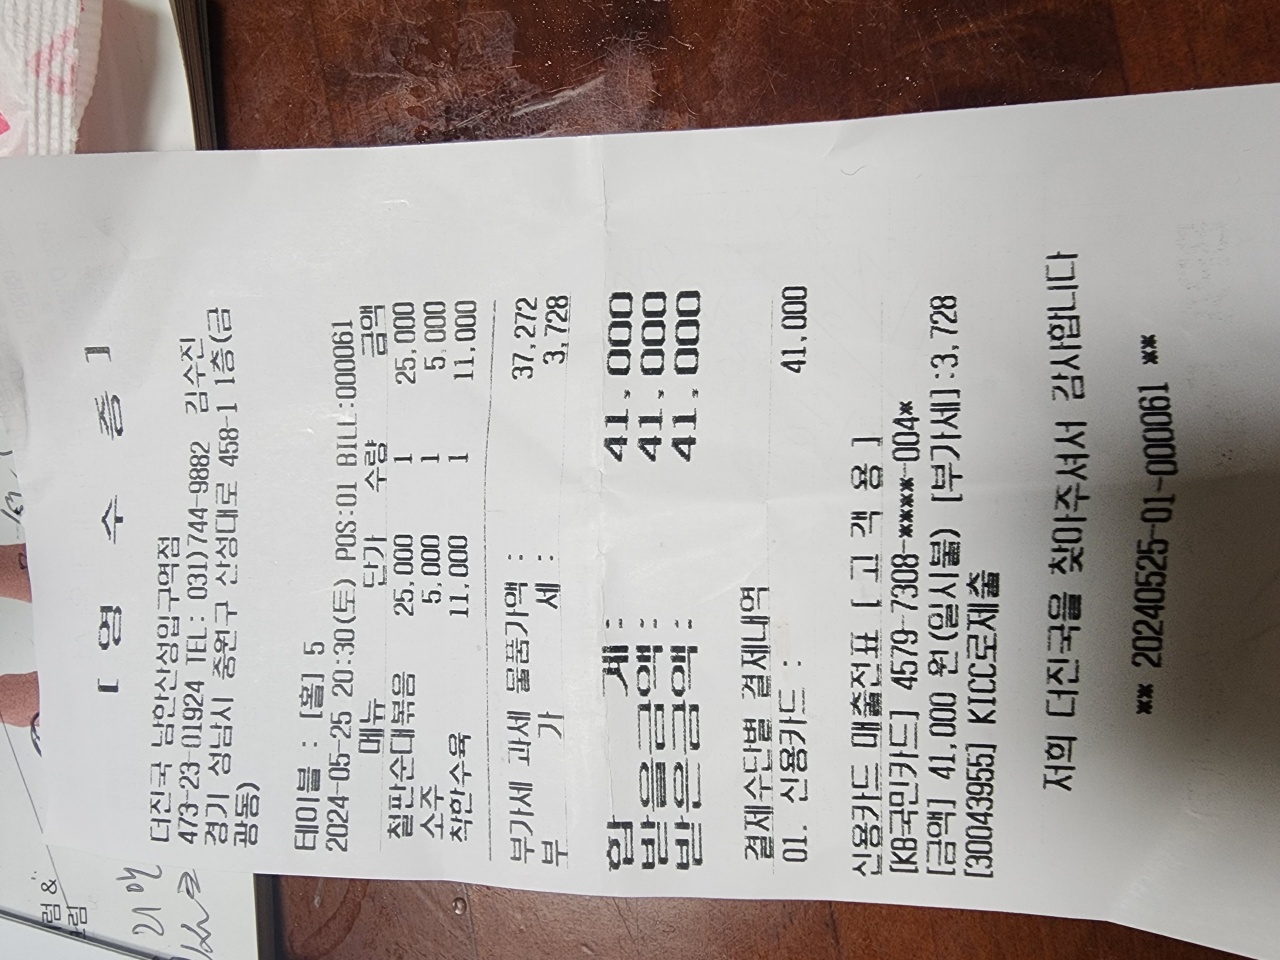 [ 영 수 증 ]
더진국 남한산성입구역점
473-23-01924 TEL: 031)744-9882 김수진
경기 성남시 중원구 산성대로 458-1 1층(금
광동)
테이블 : [홀] 5
2024-05-25 20:30(토) POS:01 BILL:000061
메뉴 단가 수량 금액
철판순대볶음 25,000 1 25,000
소주 5,000 1 5,000
착한수육 11,000 1 11,000
부가세 과세 물품가액 : 37,272
부 가 세 : 3,728
합 계 : 41,000
받을금액 : 41,000
받은금액 : 41,000
결제수단별 결제내역
01. 신용카드 : 41,000
신용카드 매출전표 [ 고 객 용 ]
[KB국민카드] 4579-7308-****-004*
[금액] 41,000 원(일시불) [부가세]:3,728
[30043955] KICC로제출
저희 더진국을 찾아주셔서 감사합니다
** 20240525-01-000061 **